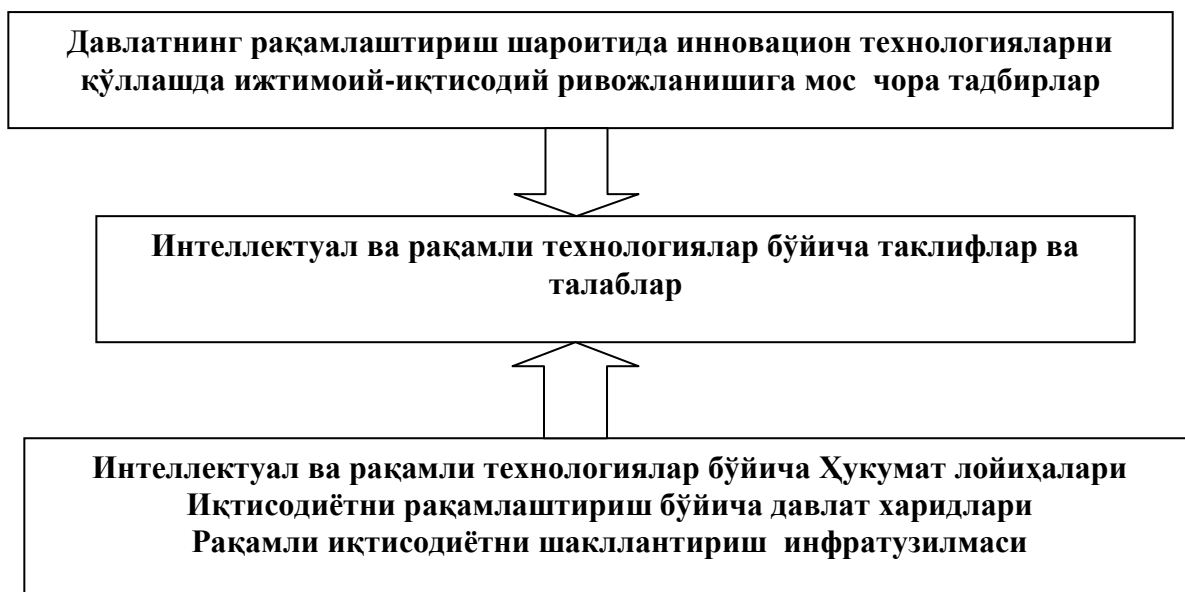 Давлатнинг рақамлаштириш шароитида инновацион технологияларни
қўллашда ижтимоий-иқтисодий ривожланишига мос чора тадбирлар
Интеллектуал ва рақамли технологиялар бўйича таклифлар ва
талаблар
Интеллектуал ва рақамли технологиялар бўйича Ҳукумат лойиҳалари
Иқтисодиётни рақамлаштириш бўйича давлат харидлари
Рақамли иқтисодиётни шакллантириш инфратузилмаси